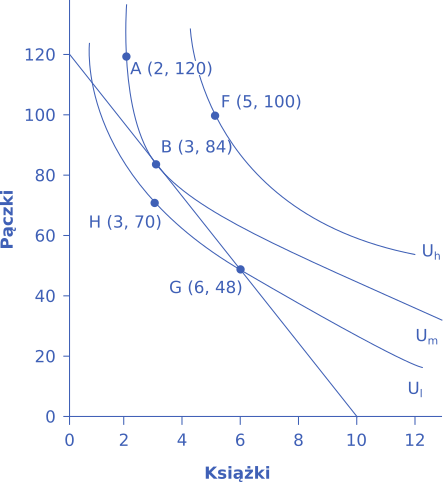 120
A (2, 120)
F (5, 100)
100
B (3, 84)
80
H (3, 70)
60
Uh
G (6, 48)
40
Um
20
Ul
0
0 2 4 6 8 10 12
Pączki
Książki